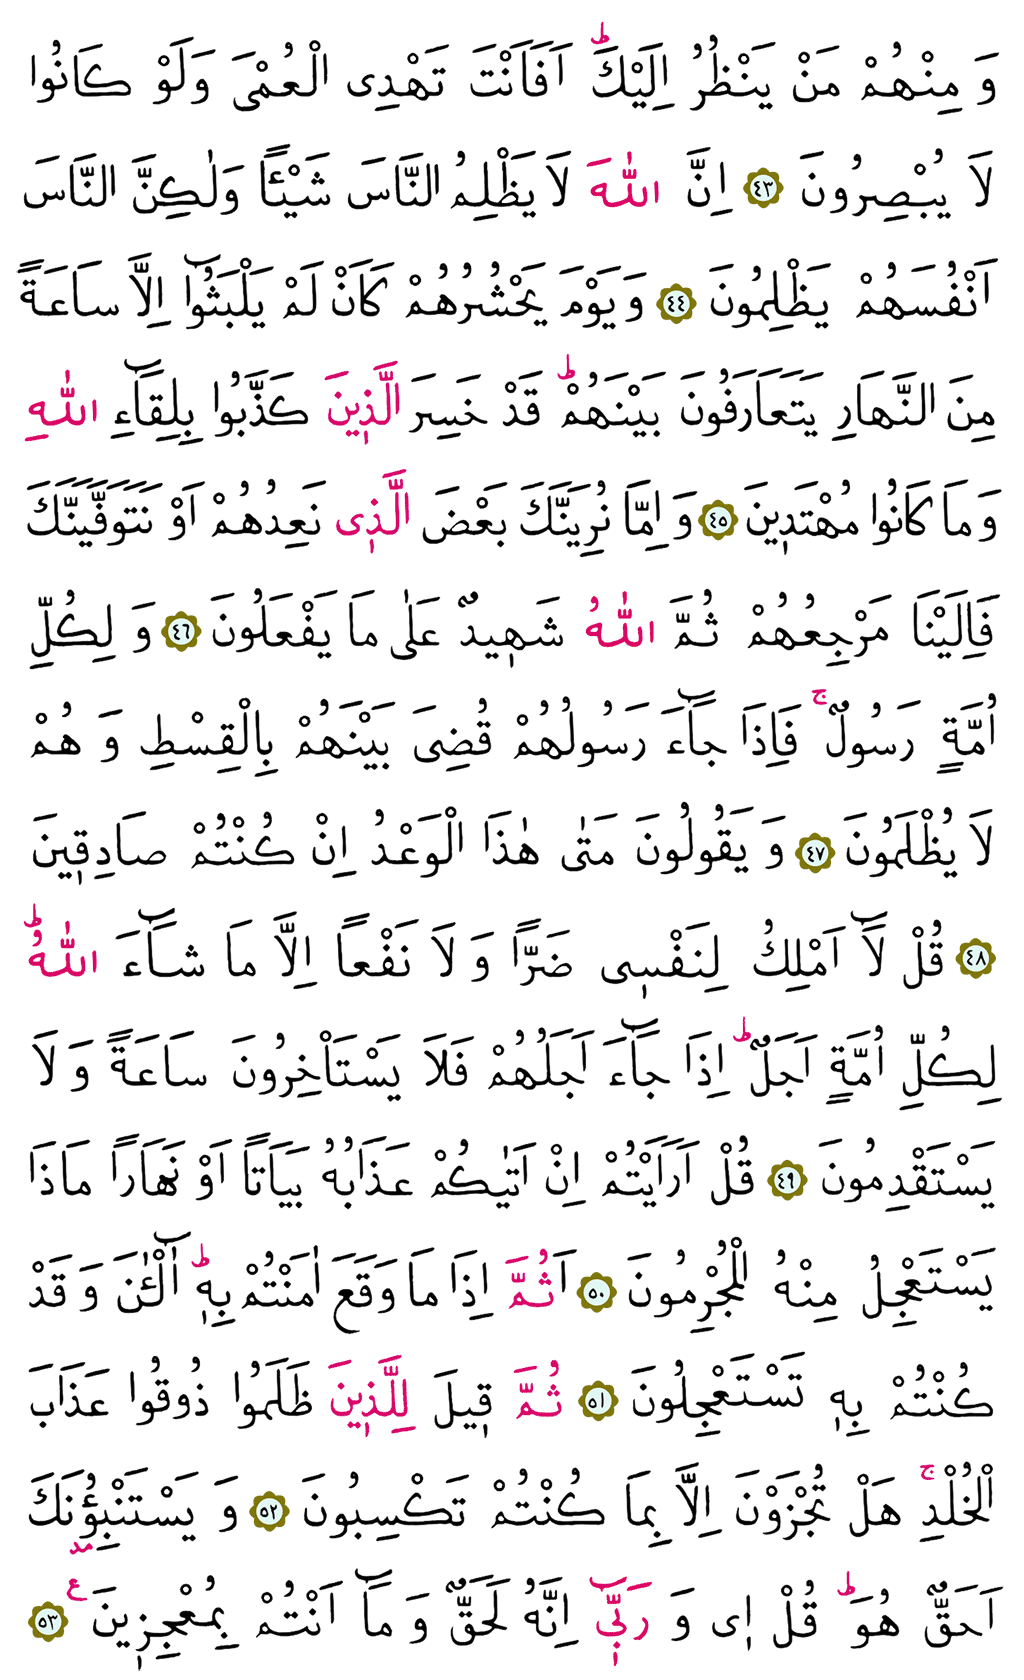 وَ مِنْهُمْ مَنْ يَنْظُرُ اِلَيْكَۜ اَفَاَنْتَ تَهْدِى الْعُمْىَ وَلَوْ كَانُوا
لَا يُبْصِرُونَ ﴿٤٣﴾ اِنَّ اللّٰهَ لَا يَظْلِمُ النَّاسَ شَيْـًٔا وَلٰكِنَّ النَّاسَ
اَنْفُسَهُمْ يَظْلِمُونَ ﴿٤٤﴾ وَيَوْمَ يَحْشُرُهُمْ كَاَنْ لَمْ يَلْبَثُٓوا اِلَّا سَاعَةً
مِنَ النَّهَارِ يَتَعَارَفُونَ بَيْنَهُمْؕ قَدْ خَسِرَ الَّذٖينَ كَذَّبُوا بِلِقَٓاءِ اللّٰهِ
وَمَا كَانُوا مُهْتَدٖينَ ﴿٤٥﴾ وَاِمَّا نُرِيَنَّكَ بَعْضَ الَّذٖى نَعِدُهُمْ اَوْ نَتَوَفَّيَنَّكَ
فَاِلَيْنَا مَرْجِعُهُمْ ثُمَّ اللّٰهُ شَهٖيدٌ عَلٰى مَا يَفْعَلُونَ ﴿٤٦﴾ وَ لِكُلِّ
اُمَّةٍ رَسُولٌۚ فَاِذَا جَٓاءَ رَسُولُهُمْ قُضِىَ بَيْنَهُمْ بِالْقِسْطِ وَ هُمْ
لَا يُظْلَمُونَ ﴿٤٧﴾ وَ يَقُولُونَ مَتٰى هٰذَا الْوَعْدُ اِنْ كُنْتُمْ صَادِقٖينَ
﴿٤٨﴾ قُلْ لَٓا اَمْلِكُ لِنَفْسٖى ضَرًّا وَ لَا نَفْعًا اِلَّا مَا شَٓاءَ اللّٰهُؕ
لِكُلِّ اُمَّةٍ اَجَلٌؕ اِذَا جَٓاءَ اَجَلُهُمْ فَلَا يَسْتَاْخِرُونَ سَاعَةً وَ لَا
يَسْتَقْدِمُونَ ﴿٤٩﴾ قُلْ اَرَاَيْتُمْ اِنْ اَتٰيكُمْ عَذَابُهُ بَيَاتًا اَوْ نَهَارًا مَاذَا
يَسْتَعْجِلُ مِنْهُ الْمُجْرِمُونَ ﴿٥٠﴾ اَثُمَّ اِذَا مَا وَقَعَ اٰمَنْتُمْ بِهٖؕ آٰلْـٰٔنَ وَ قَدْ
كُنْتُمْ بِهٖ تَسْتَعْجِلُونَ ﴿٥١﴾ ثُمَّ قٖيلَ لِلَّذٖينَ ظَلَمُوا ذُوقُوا عَذَابَ
الْخُلْدِۚ هَلْ تُجْزَوْنَ اِلَّا بِمَا كُنْتُمْ تَكْسِبُونَ ﴿٥٢﴾ وَ يَسْتَنْبِؤُنَكَ
اَحَقٌّ هُوَؕ قُلْ اٖى وَ رَبّٖٓى اِنَّهُ لَحَقٌّ وَ مَٓا اَنْتُمْ بِمُعْجِزٖينَ ﴿٥٣﴾